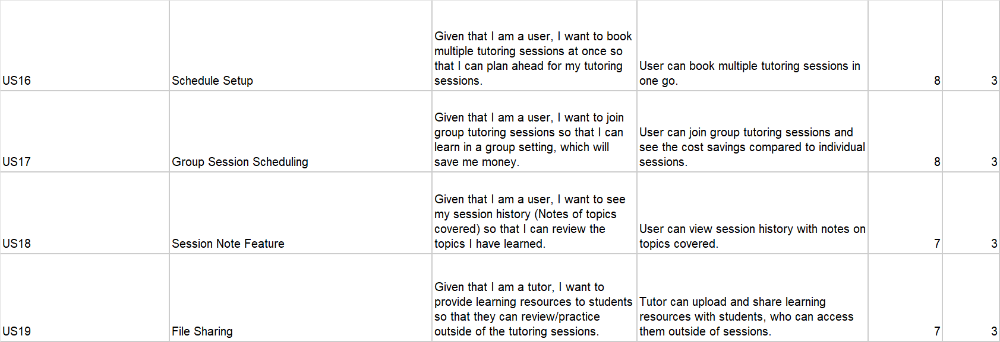 US16
Schedule Setup
Given that I am a user, I want to book
multiple tutoring sessions at once so
that I can plan ahead for my tutoring
sessions.
User can book multiple tutoring sessions in
one go.
8
3
US17
Group Session Scheduling
Given that I am a user, I want to join
group tutoring sessions so that I can
learn in a group setting, which will
save me money.
User can join group tutoring sessions and
see the cost savings compared to individual
sessions.
8
3
US18
Session Note Feature
Given that I am a user, I want to see
my session history (Notes of topics
covered) so that I can review the
topics I have learned.
User can view session history with notes on
topics covered.
7
3
US19
File Sharing
Given that I am a tutor, I want to
provide learning resources to students
so that they can review/practice
outside of the tutoring sessions.
Tutor can upload and share learning
resources with students, who can access
them outside of sessions.
7
3